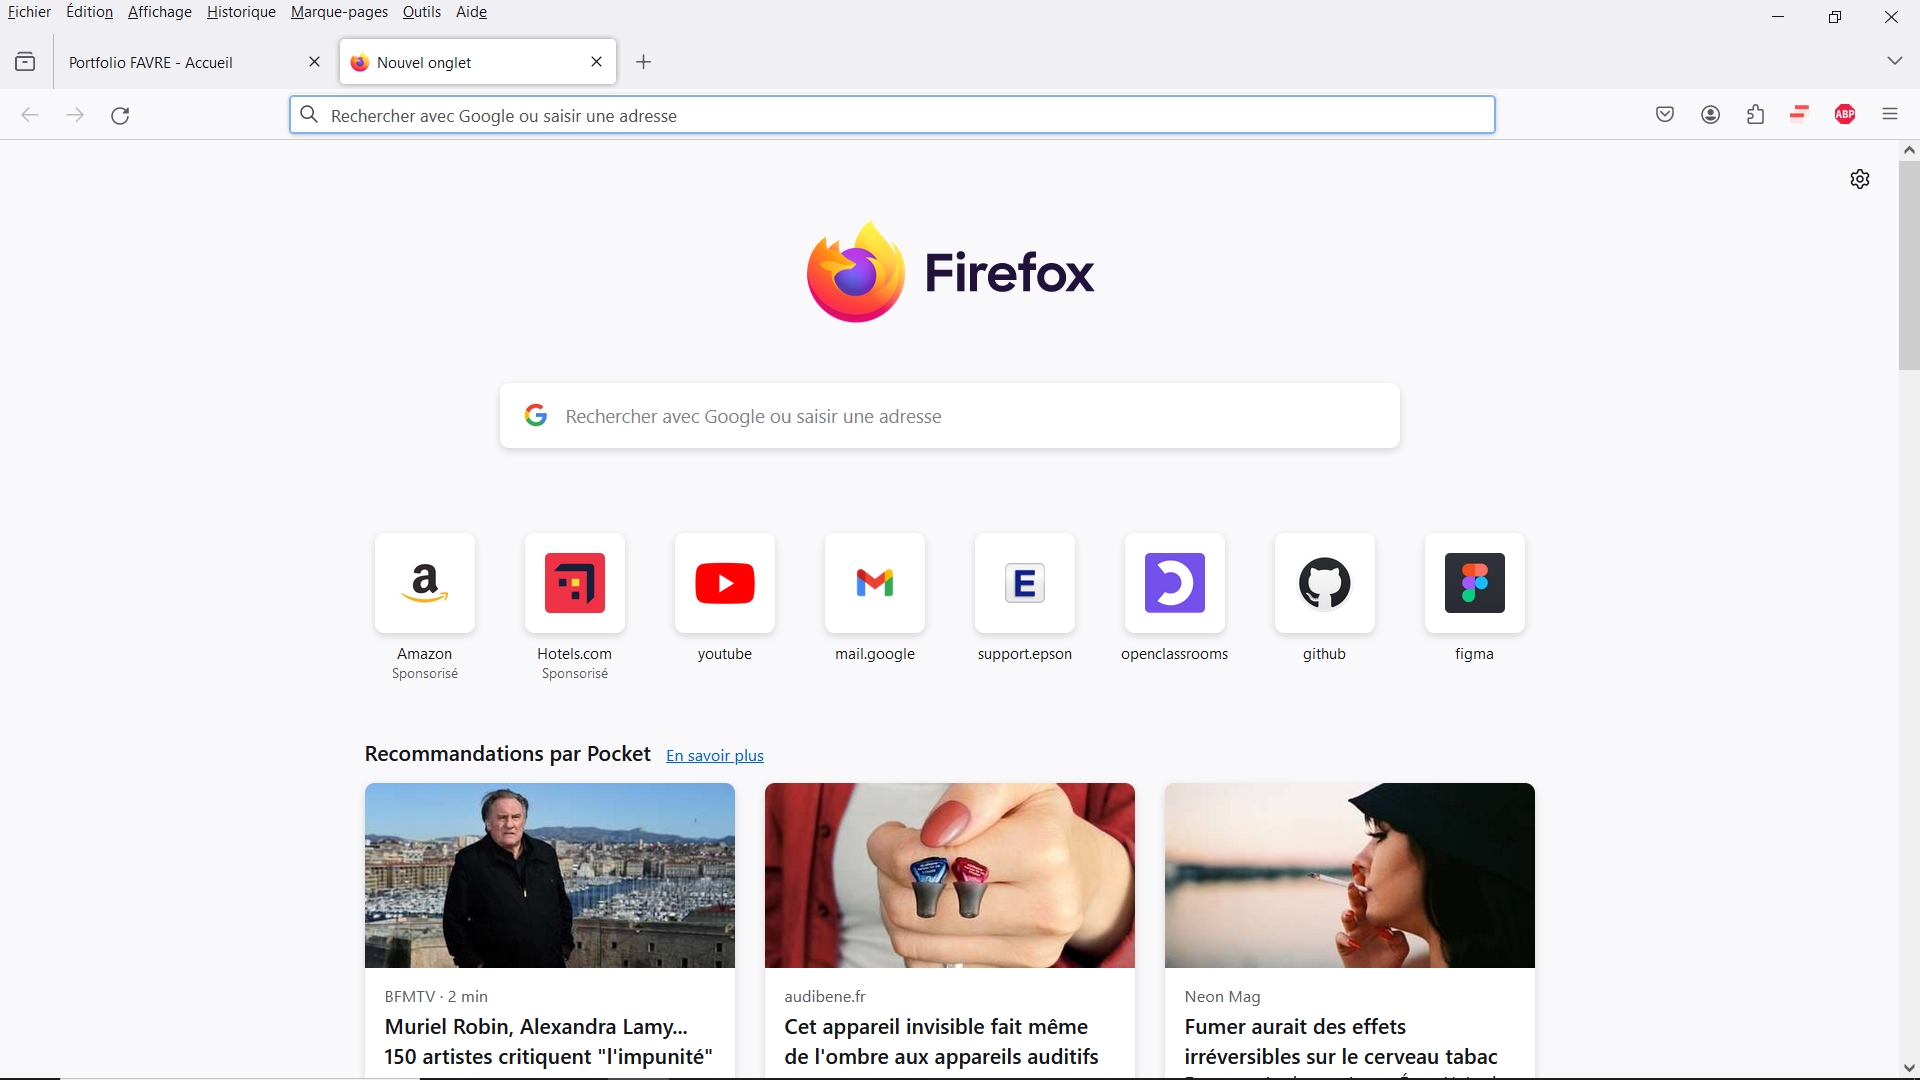 Fichier Édition Affichage Historique Marque-pages Outils Aide
Portfolio FAVRE - Accueil
Nouvel onglet
Rechercher avec Google ou saisir une adresse
ABP
Firefox
Rechercher avec Google ou saisir une adresse
Amazon
Sponsorisé
Hotels.com
Sponsorisé
youtube
mail.google
E
support.epson
openclassrooms
github
figma
Recommandations par Pocket En savoir plus
BFMTV · 2 min
Muriel Robin, Alexandra Lamy...
150 artistes critiquent "l'impunité"
audibene.fr
Cet appareil invisible fait même
de l'ombre aux appareils auditifs
Neon Mag
Fumer aurait des effets
irréversibles sur le cerveau tabac